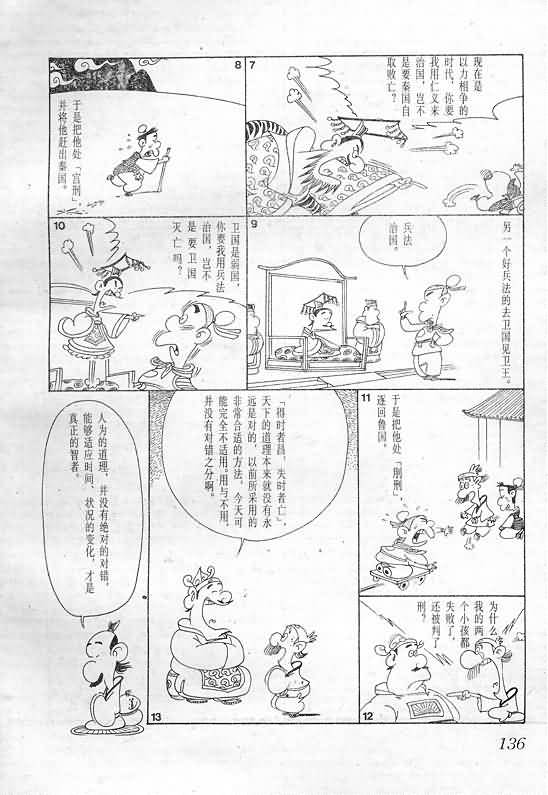 7
现在是
以力相争的
时代,你要
我用仁义来
治国,岂不
是要秦国自
取败亡?
8
于是把他处「宫刑」
并将他赶出秦国。
9
另一个好兵法的去卫国见卫王。
兵法
治国。
10
卫国是弱国,
你要我用兵法
治国,岂不
是要卫国
灭亡吗?
11
于是把他处「刖刑」
逐回鲁国。
12
为什么
我的两
个小孩都
失败了,
还被判了
刑?
13
「得时者昌,失时者亡」
天下的道理本来就没有永
远是对的,以前所采用的
非常合适的方法,今天可
能完全不适用。用与不用,
并没有对错之分啊。
人为的道理,并没有绝对的对错,
能够适应时间、状况的变化,才是
真正的智者。
136